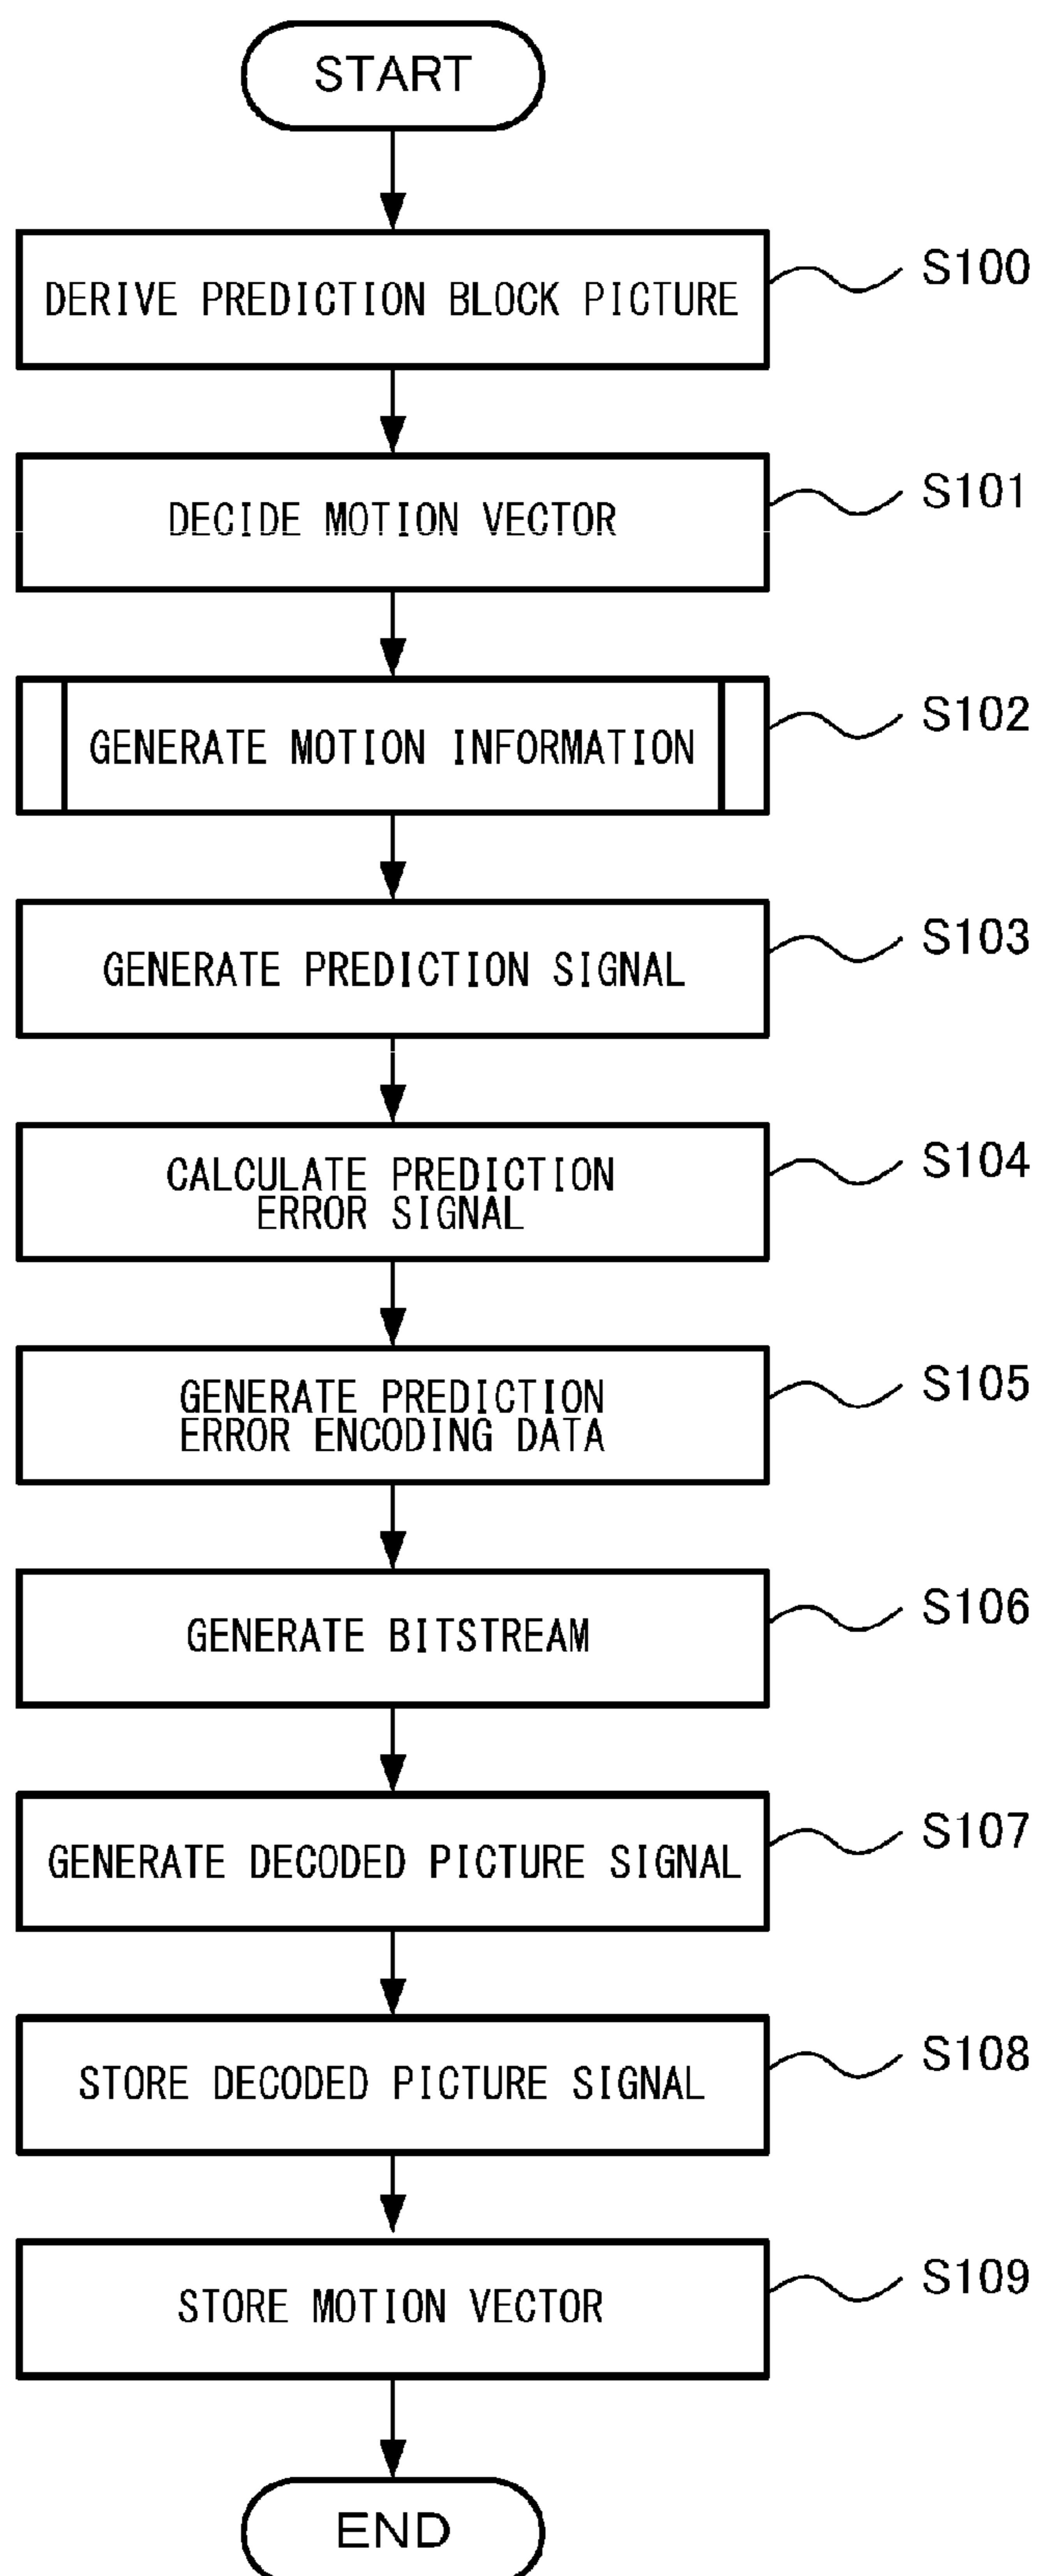 START
DERIVE PREDICTION BLOCK PICTURE
S100
DECIDE MOTION VECTOR
S101
GENERATE MOTION INFORMATION
S102
GENERATE PREDICTION SIGNAL
S103
CALCULATE PREDICTION
ERROR SIGNAL
S104
GENERATE PREDICTION
ERROR ENCODING DATA
S105
GENERATE BITSTREAM
S106
GENERATE DECODED PICTURE SIGNAL
S107
STORE DECODED PICTURE SIGNAL
S108
STORE MOTION VECTOR
S109
END